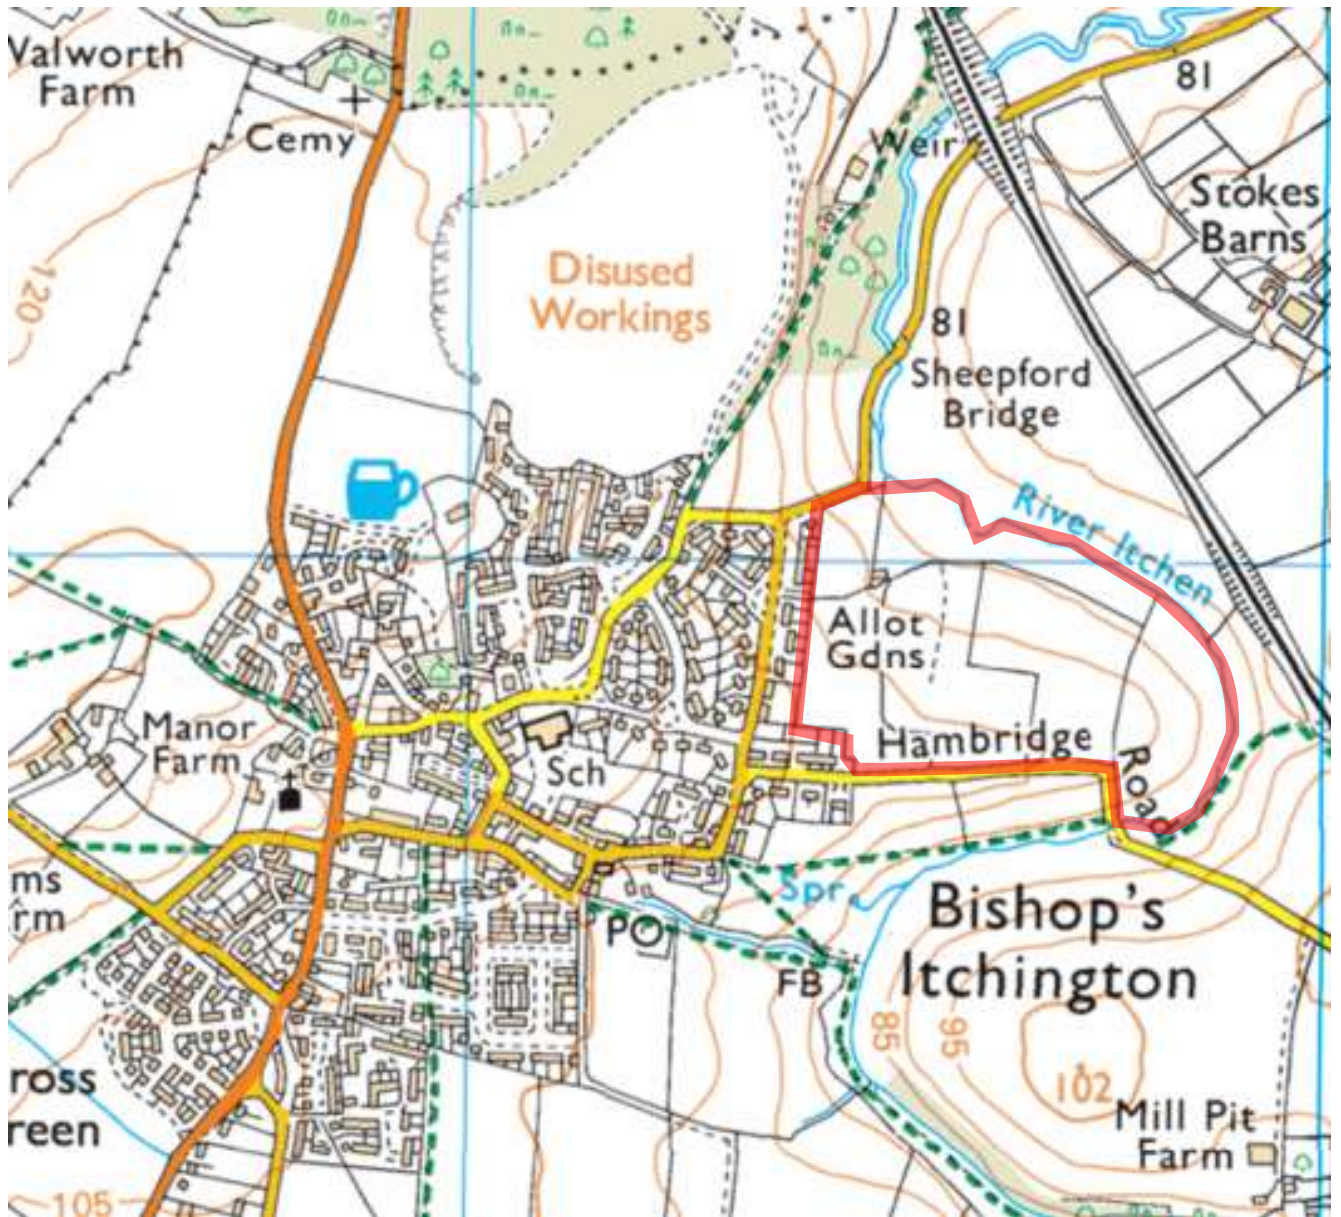 Walworth
Farm
Cemy
Weir
81
Stokes
Barns
120
Disused
Workings
81
Sheepford
Bridge
River Itchen
Allot
Gdns
Manor
Farm
Sch
Hambridge
Road
ms
rm
PO
Spr
Bishop's
Itchington
FB
85
95
102
ross
reen
Mill Pit
Farm
105